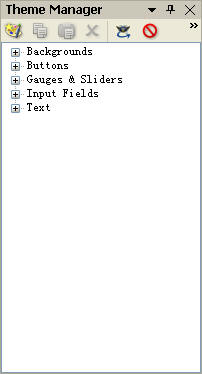 Theme Manager
Backgrounds
Buttons
Gauges & Sliders
Input Fields
Text